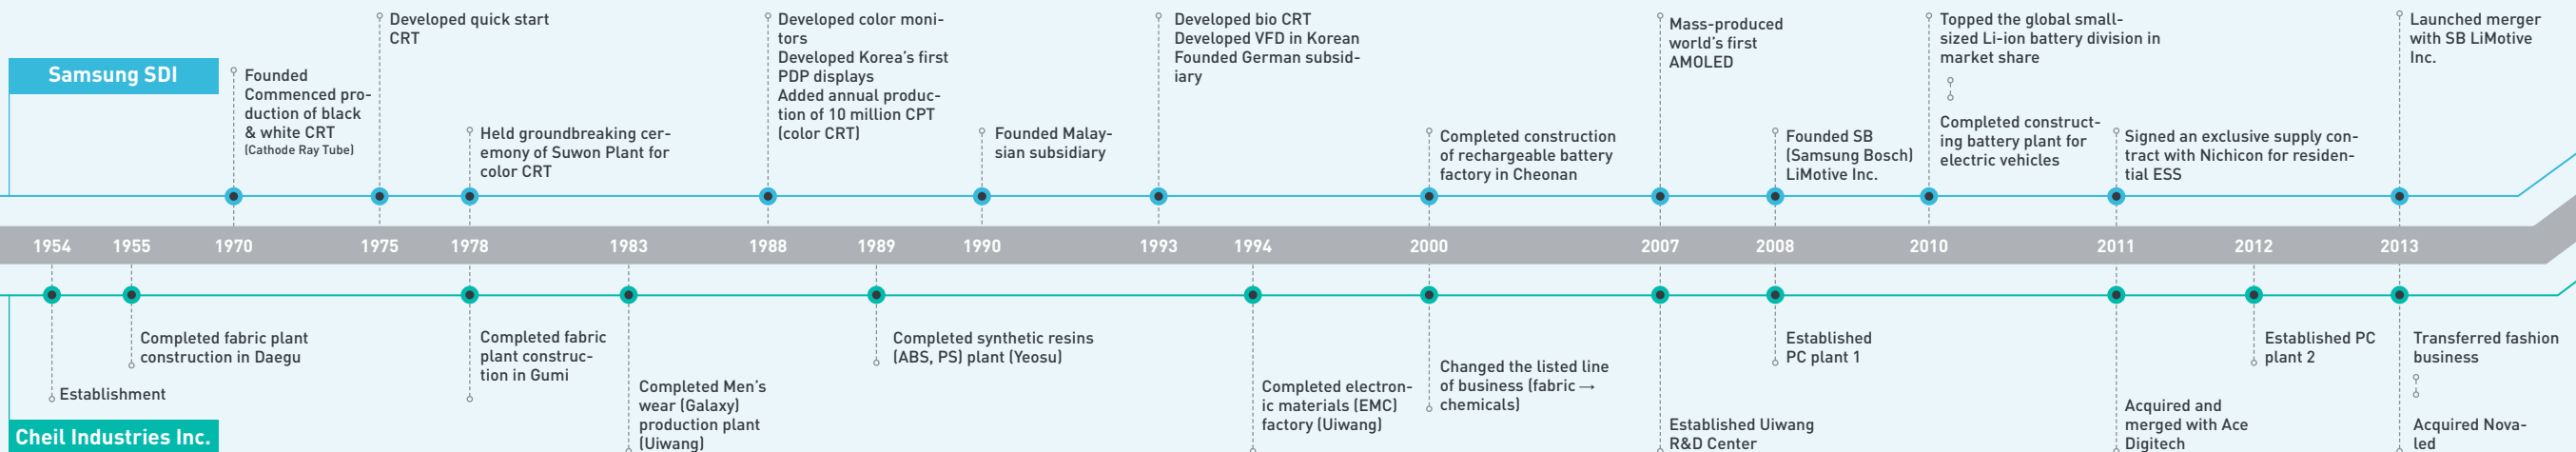 Samsung SDI
Founded
Commenced pro-
duction of black
& white CRT
(Cathode Ray Tube)
Developed quick start
CRT
Held groundbreaking cer-
emony of Suwon Plant for
color CRT
Developed color moni-
tors
Developed Korea's first
PDP displays
Added annual produc-
tion of 10 million CPT
(color CRT)
Founded Malay-
sian subsidiary
Developed bio CRT
Developed VFD in Korean
Founded German subsid-
iary
Completed construction
of rechargeable battery
factory in Cheonan
Mass-produced
world's first
AMOLED
Founded SB
(Samsung Bosch)
LiMotive Inc.
Topped the global small-
sized Li-ion battery division in
market share
Completed construct-
ing battery plant for
electric vehicles
Signed an exclusive supply con-
tract with Nichicon for residen-
tial ESS
Launched merger
with SB LiMotive
Inc.
1954 1955 1970 1975 1978 1983 1988 1989 1990 1993 1994 2000 2007 2008 2010 2011 2012 2013
Establishment
Completed fabric plant
construction in Daegu
Completed fabric
plant construc-
tion in Gumi
Completed Men's
wear (Galaxy)
production plant
(Uiwang)
Completed synthetic resins
(ABS, PS) plant (Yeosu)
Completed electron-
ic materials (EMC)
factory (Uiwang)
Changed the listed line
of business (fabric →
chemicals)
Established Uiwang
R&D Center
Established
PC plant 1
Acquired and
merged with Ace
Digitech
Established PC
plant 2
Transferred fashion
business
Acquired Nova-
led
Cheil Industries Inc.